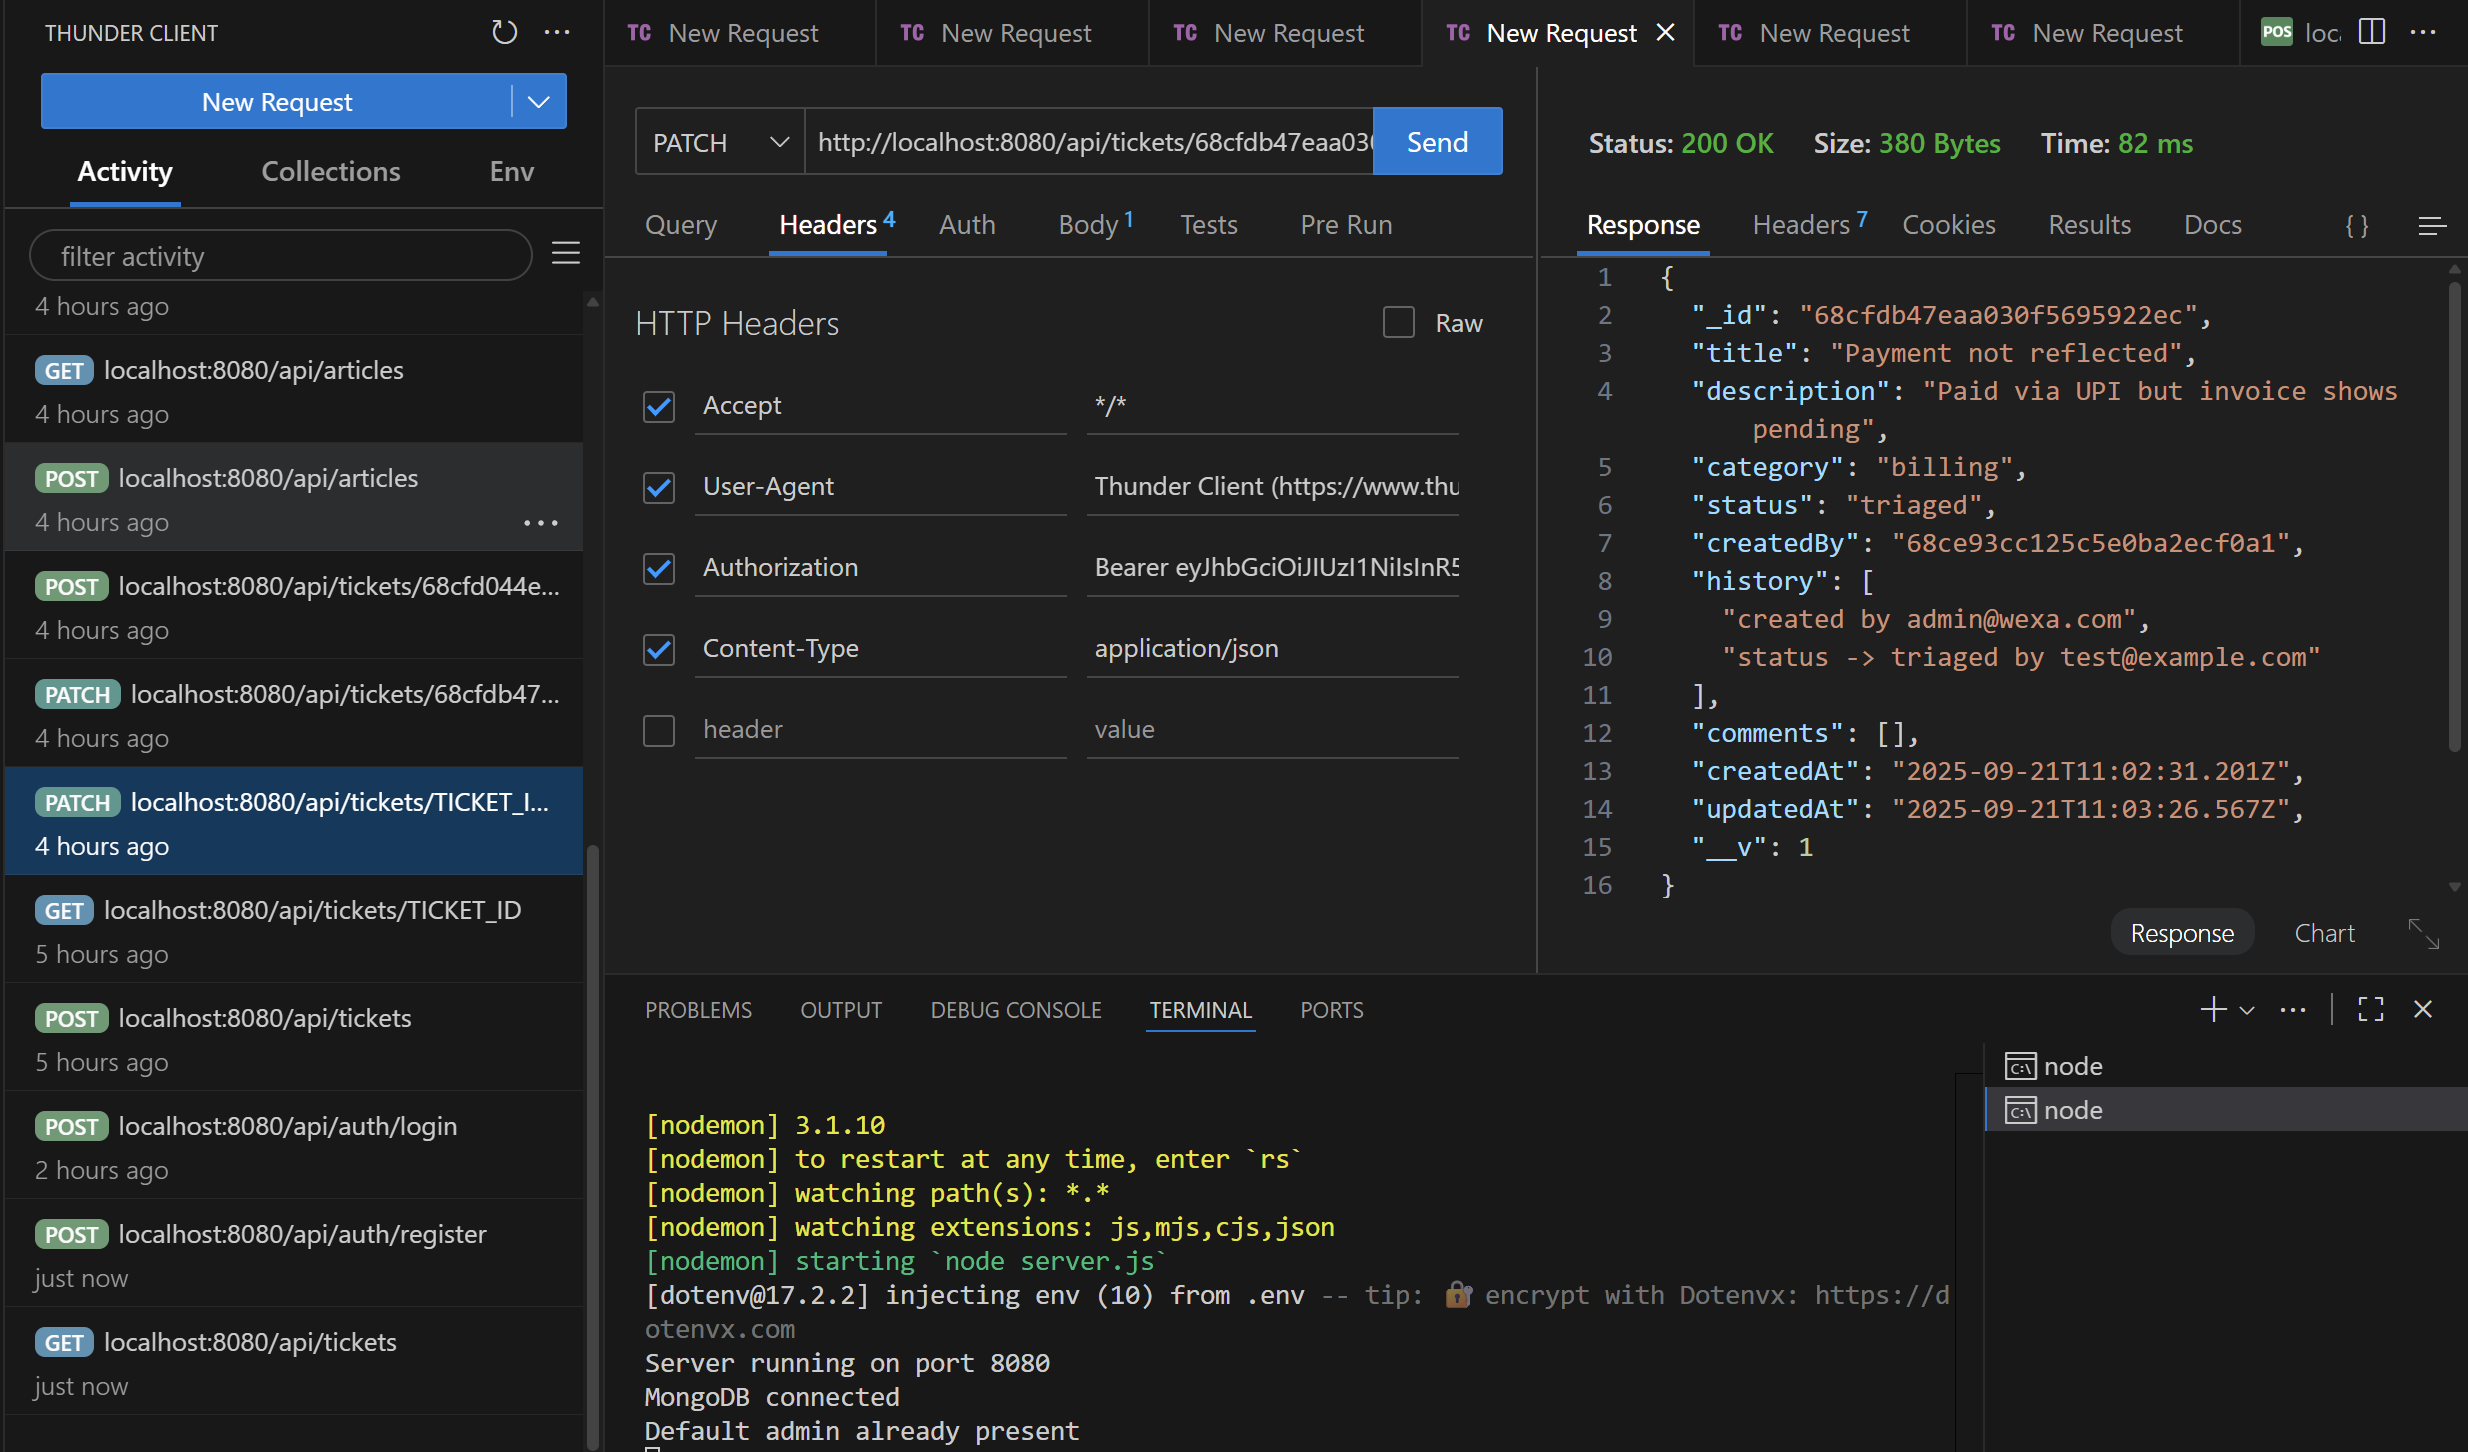 THUNDER CLIENT
New Request
Activity Collections Env
filter activity
4 hours ago
GET localhost:8080/api/articles
4 hours ago
POST localhost:8080/api/articles
4 hours ago
POST localhost:8080/api/tickets/68cfd044e...
4 hours ago
PATCH localhost:8080/api/tickets/68cfdb47...
4 hours ago
PATCH localhost:8080/api/tickets/TICKET_I...
4 hours ago
GET localhost:8080/api/tickets/TICKET_ID
5 hours ago
POST localhost:8080/api/tickets
5 hours ago
POST localhost:8080/api/auth/login
2 hours ago
POST localhost:8080/api/auth/register
just now
GET localhost:8080/api/tickets
just now
TC New Request TC New Request TC New Request TC New Request TC New Request TC New Request POS loc
PATCH http://localhost:8080/api/tickets/68cfdb47eaa030 Send
Query Headers 4 Auth Body 1 Tests Pre Run
HTTP Headers Raw
Accept */*
User-Agent Thunder Client (https://www.thu
Authorization Bearer eyJhbGciOiJIUzI1NiIsInR5
Content-Type application/json
header value
Status: 200 OK Size: 380 Bytes Time: 82 ms
Response Headers 7 Cookies Results Docs { }
1 {
2 "_id": "68cfdb47eaa030f5695922ec",
3 "title": "Payment not reflected",
4 "description": "Paid via UPI but invoice shows
pending",
5 "category": "billing",
6 "status": "triaged",
7 "createdBy": "68ce93cc125c5e0ba2ecf0a1",
8 "history": [
9 "created by admin@wexa.com",
10 "status -> triaged by test@example.com"
11 ],
12 "comments": [],
13 "createdAt": "2025-09-21T11:02:31.201Z",
14 "updatedAt": "2025-09-21T11:03:26.567Z",
15 "__v": 1
16 }
Response Chart
PROBLEMS OUTPUT DEBUG CONSOLE TERMINAL PORTS
[nodemon] 3.1.10
[nodemon] to restart at any time, enter `rs`
[nodemon] watching path(s): *.*
[nodemon] watching extensions: js,mjs,cjs,json
[nodemon] starting `node server.js`
[dotenv@17.2.2] injecting env (10) from .env -- tip: 🔐 encrypt with Dotenvx: https://d
otenvx.com
Server running on port 8080
MongoDB connected
Default admin already present
node
node